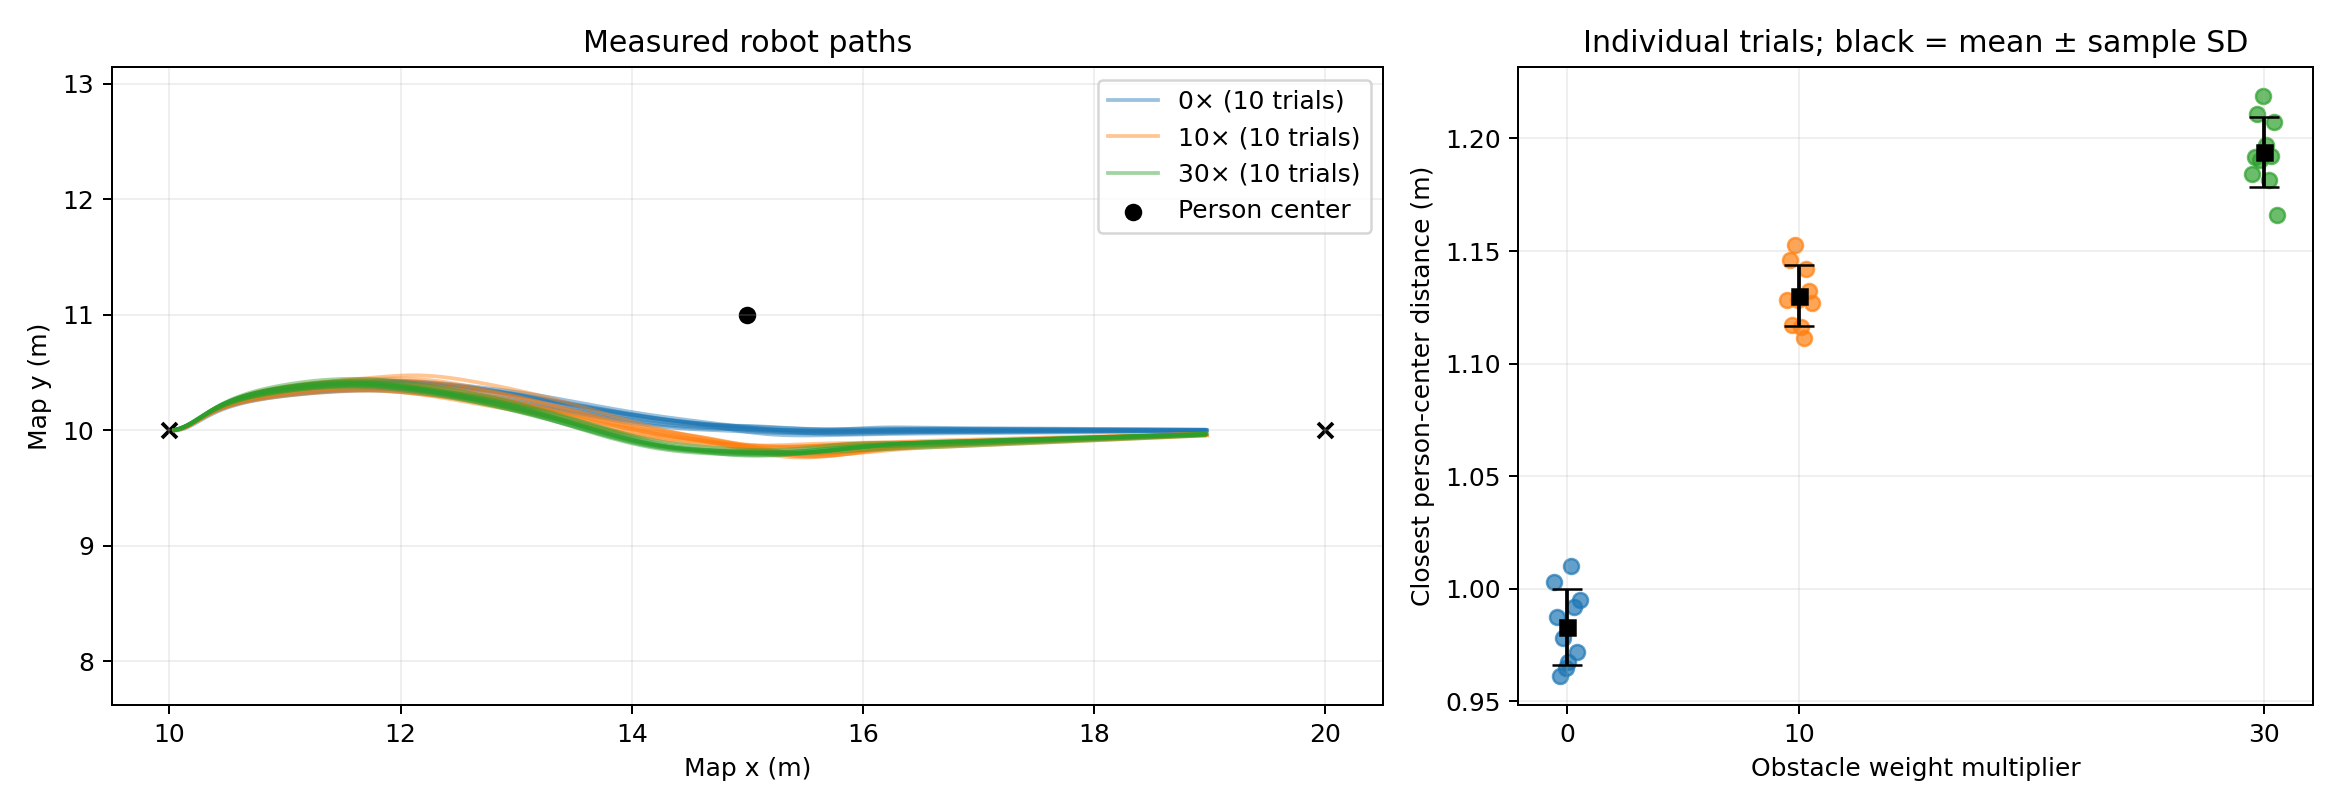 Measured robot paths
Map y (m)
13
12
11
10
9
8
0× (10 trials)
10× (10 trials)
30× (10 trials)
Person center
10
12
14
16
18
20
Map x (m)
Individual trials; black = mean ± sample SD
Closest person-center distance (m)
1.20
1.15
1.10
1.05
1.00
0.95
0
10
30
Obstacle weight multiplier